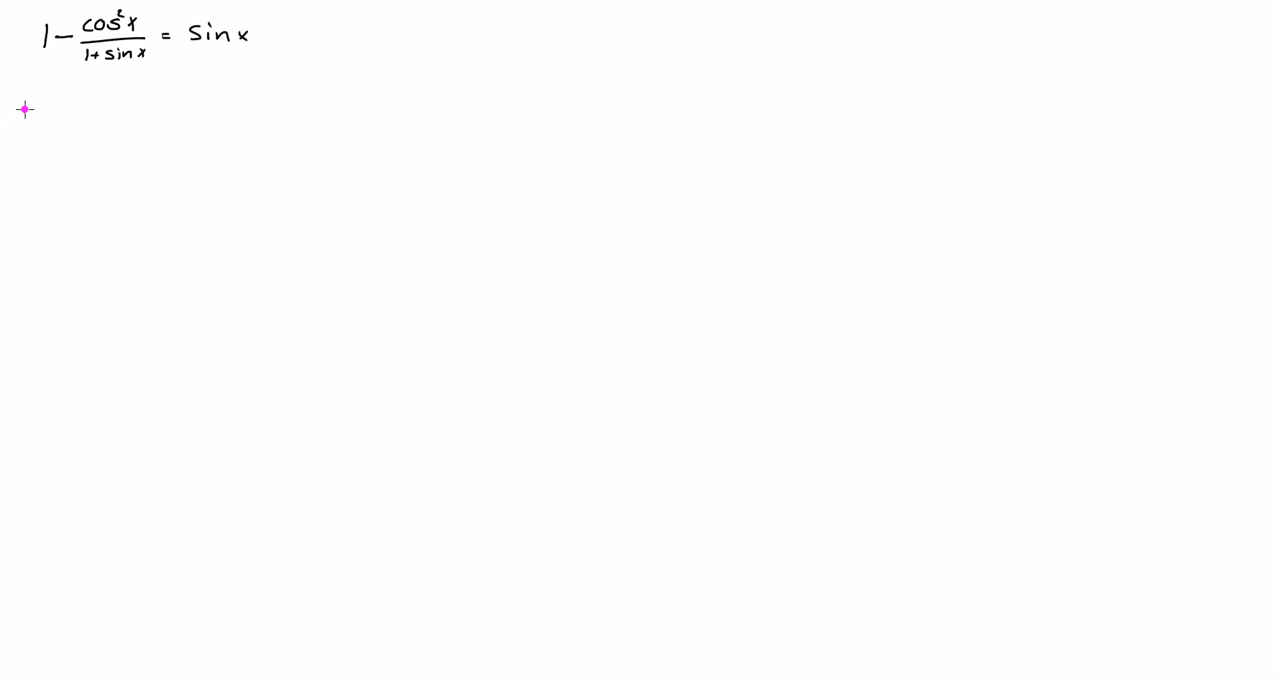 1 - cos²x / 1 + sin x = sin x